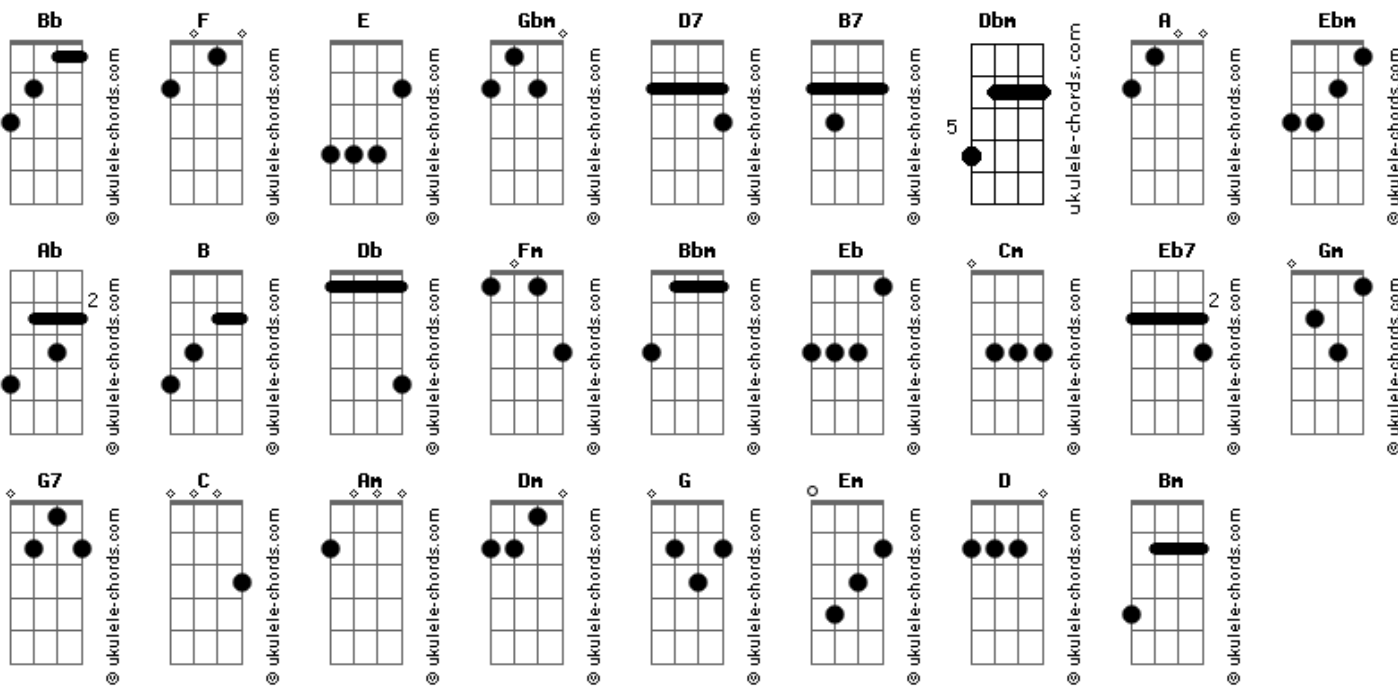 Bb F E Gbm D7 B7 Dbm A Ebm
© ukulele-chords.com © ukulele-chords.com © ukulele-chords.com © ukulele-chords.com © ukulele-chords.com © ukulele-chords.com 5 ukulele-chords.com © ukulele-chords.com © ukulele-chords.com
Ab B Db Fm Bbm Eb Cm Eb7 Gm
2 © ukulele-chords.com © ukulele-chords.com © ukulele-chords.com © ukulele-chords.com © ukulele-chords.com © ukulele-chords.com © ukulele-chords.com 2 © ukulele-chords.com © ukulele-chords.com
G7 C Am Dm G Em D Bm
© ukulele-chords.com © ukulele-chords.com © ukulele-chords.com © ukulele-chords.com © ukulele-chords.com © ukulele-chords.com © ukulele-chords.com © ukulele-chords.com